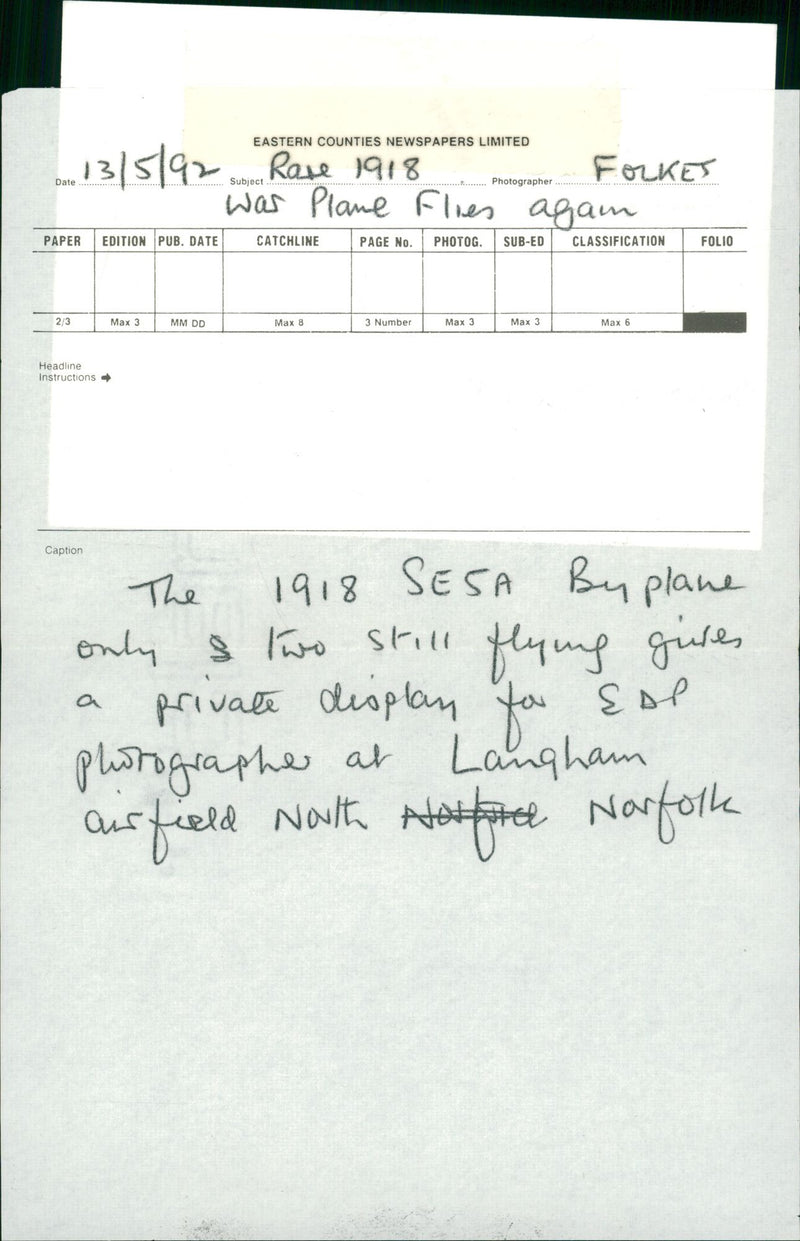 EASTERN COUNTIES NEWSPAPERS LIMITED
Date 13/5/92 Subject Rare 1918 Photographer FOLKES
War Plane Flies again
PAPER EDITION PUB. DATE CATCHLINE PAGE No. PHOTOG. SUB-ED CLASSIFICATION FOLIO
2/3 Max 3 MM DD Max 8 3 Number Max 3 Max 3 Max 6
Headline
Instructions ➔
Caption
The 1918 SE5A Byplane
only two still flying gives
a private display for EDP
photographer at Langham
airfield North Norfolk